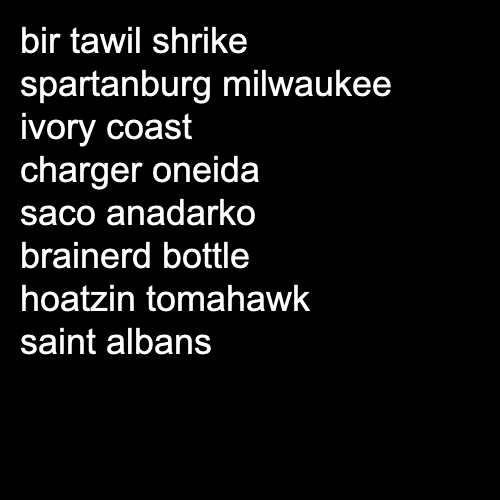 bir tawil shrike
spartanburg milwaukee
ivory coast
charger oneida
saco anadarko
brainerd bottle
hoatzin tomahawk
saint albans